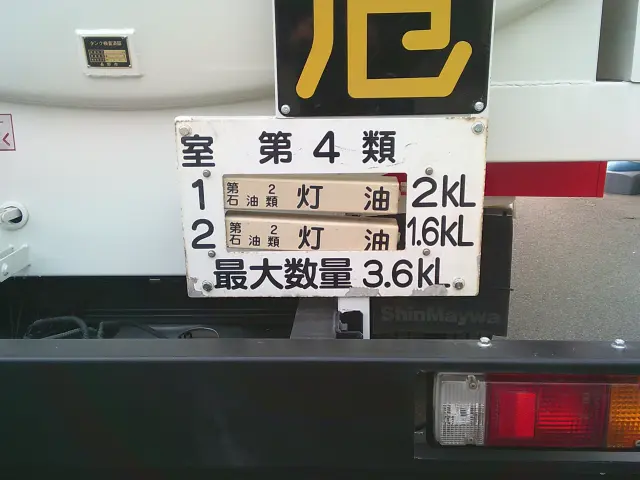 危
室 第4類
1 第2石油類 灯油 2kL
2 第2石油類 灯油 1.6kL
最大数量 3.6kL
ShinMaywa